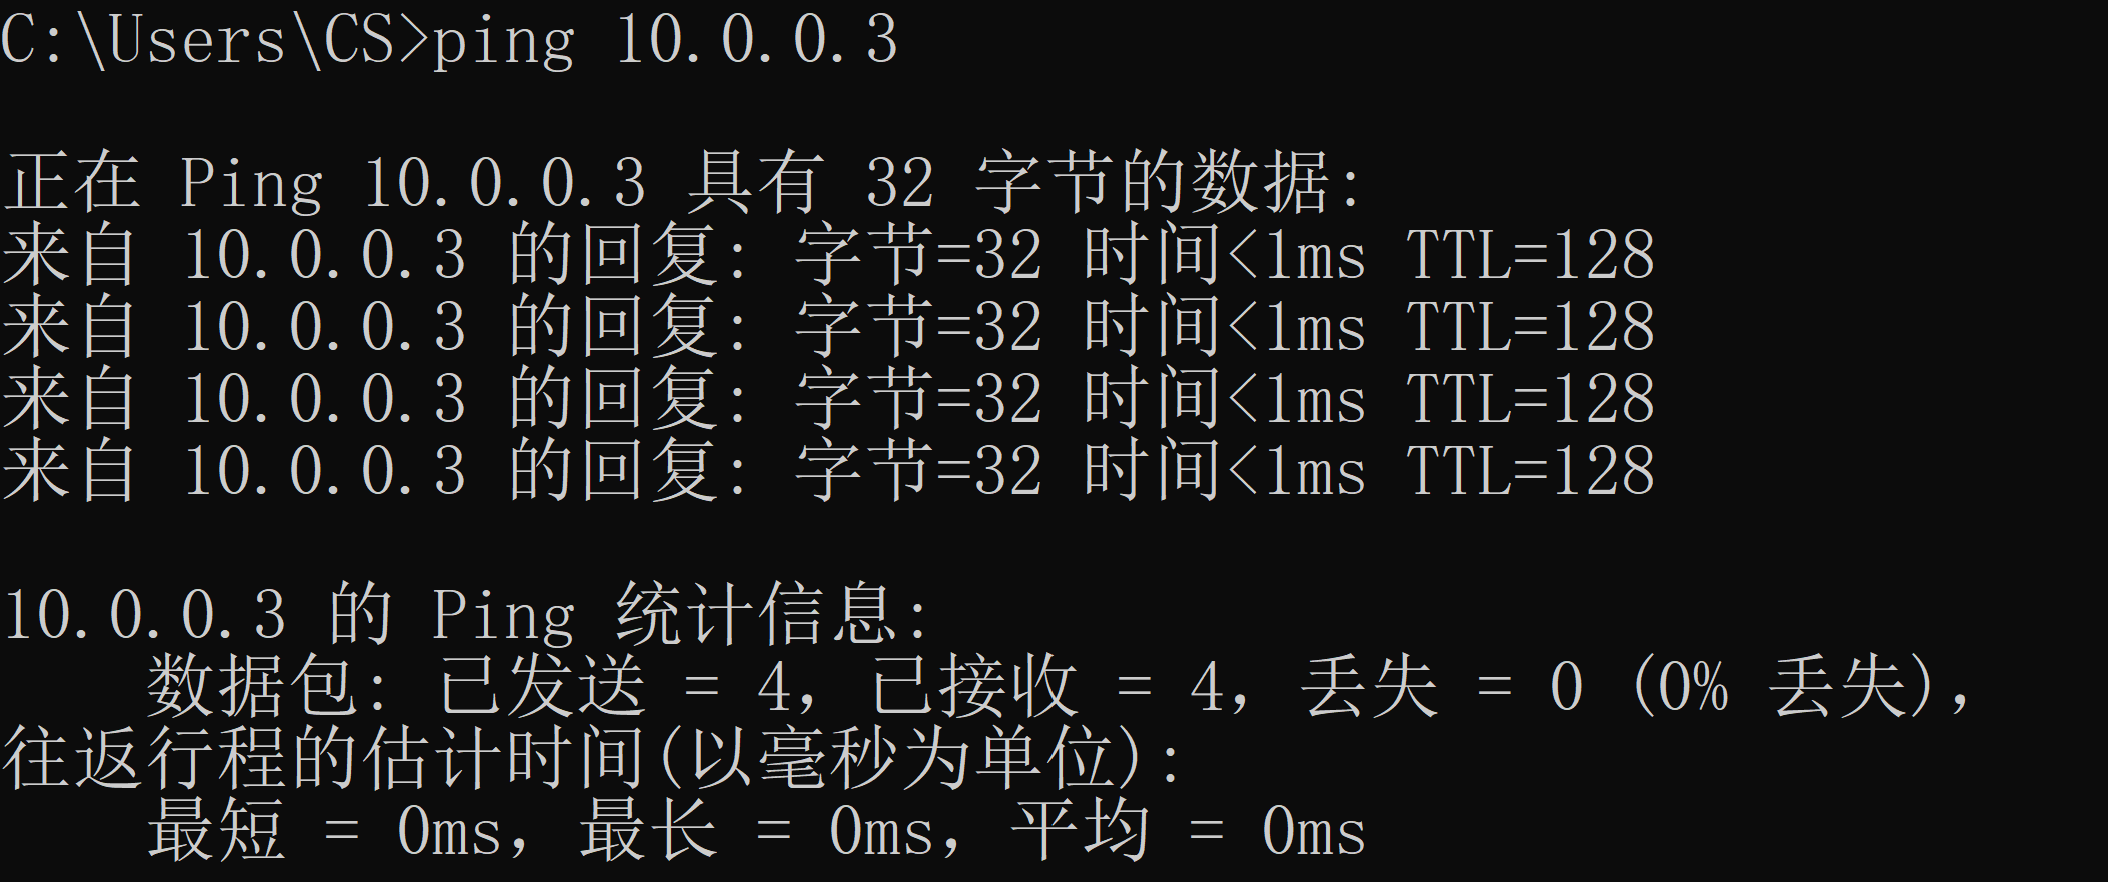 C:\Users\CS>ping 10.0.0.3
正在 Ping 10.0.0.3 具有 32 字节的数据:
来自 10.0.0.3 的回复: 字节=32 时间<1ms TTL=128
来自 10.0.0.3 的回复: 字节=32 时间<1ms TTL=128
来自 10.0.0.3 的回复: 字节=32 时间<1ms TTL=128
来自 10.0.0.3 的回复: 字节=32 时间<1ms TTL=128
10.0.0.3 的 Ping 统计信息:
数据包: 已发送 = 4，已接收 = 4，丢失 = 0 (0% 丢失)，
往返行程的估计时间(以毫秒为单位):
最短 = 0ms，最长 = 0ms，平均 = 0ms